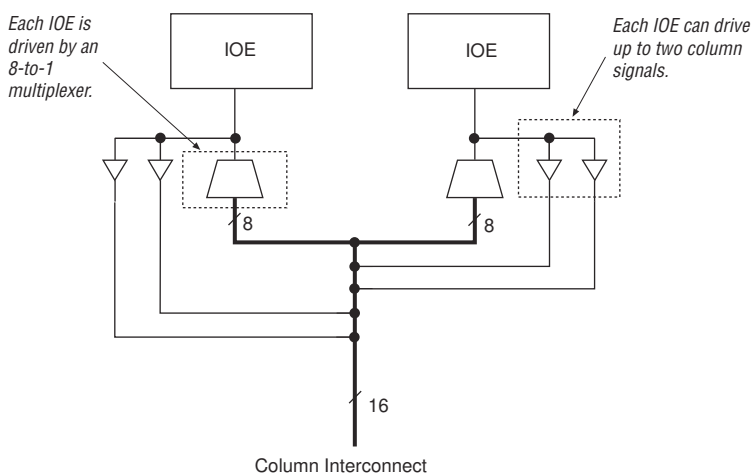 Each IOE is
driven by an
8-to-1
multiplexer.
IOE
IOE
Each IOE can drive
up to two column
signals.
8
8
16
Column Interconnect